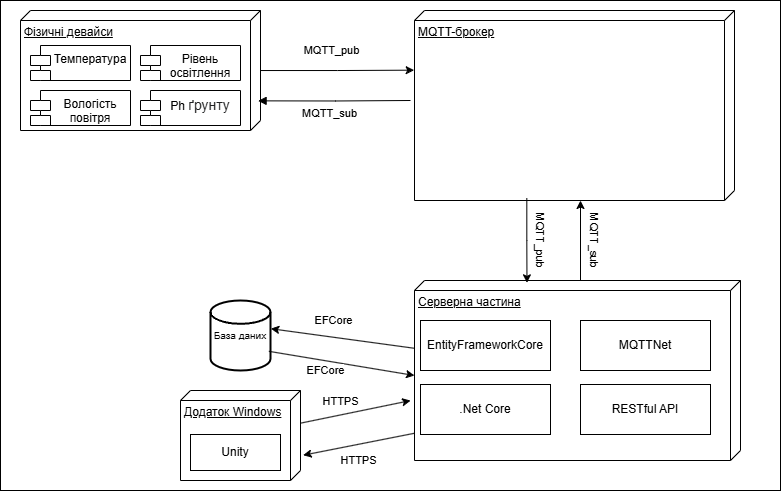 Фізичні девайси
Температура
Рівень
освітлення
Вологість
повітря
Ph ґрунту
MQTT_pub
MQTT_sub
MQTT-брокер
MQTT_pub
MQTT_sub
Серверна частина
EntityFrameworkCore
MQTTNet
.Net Core
RESTful API
База даних
EFCore
EFCore
Додаток Windows
Unity
HTTPS
HTTPS